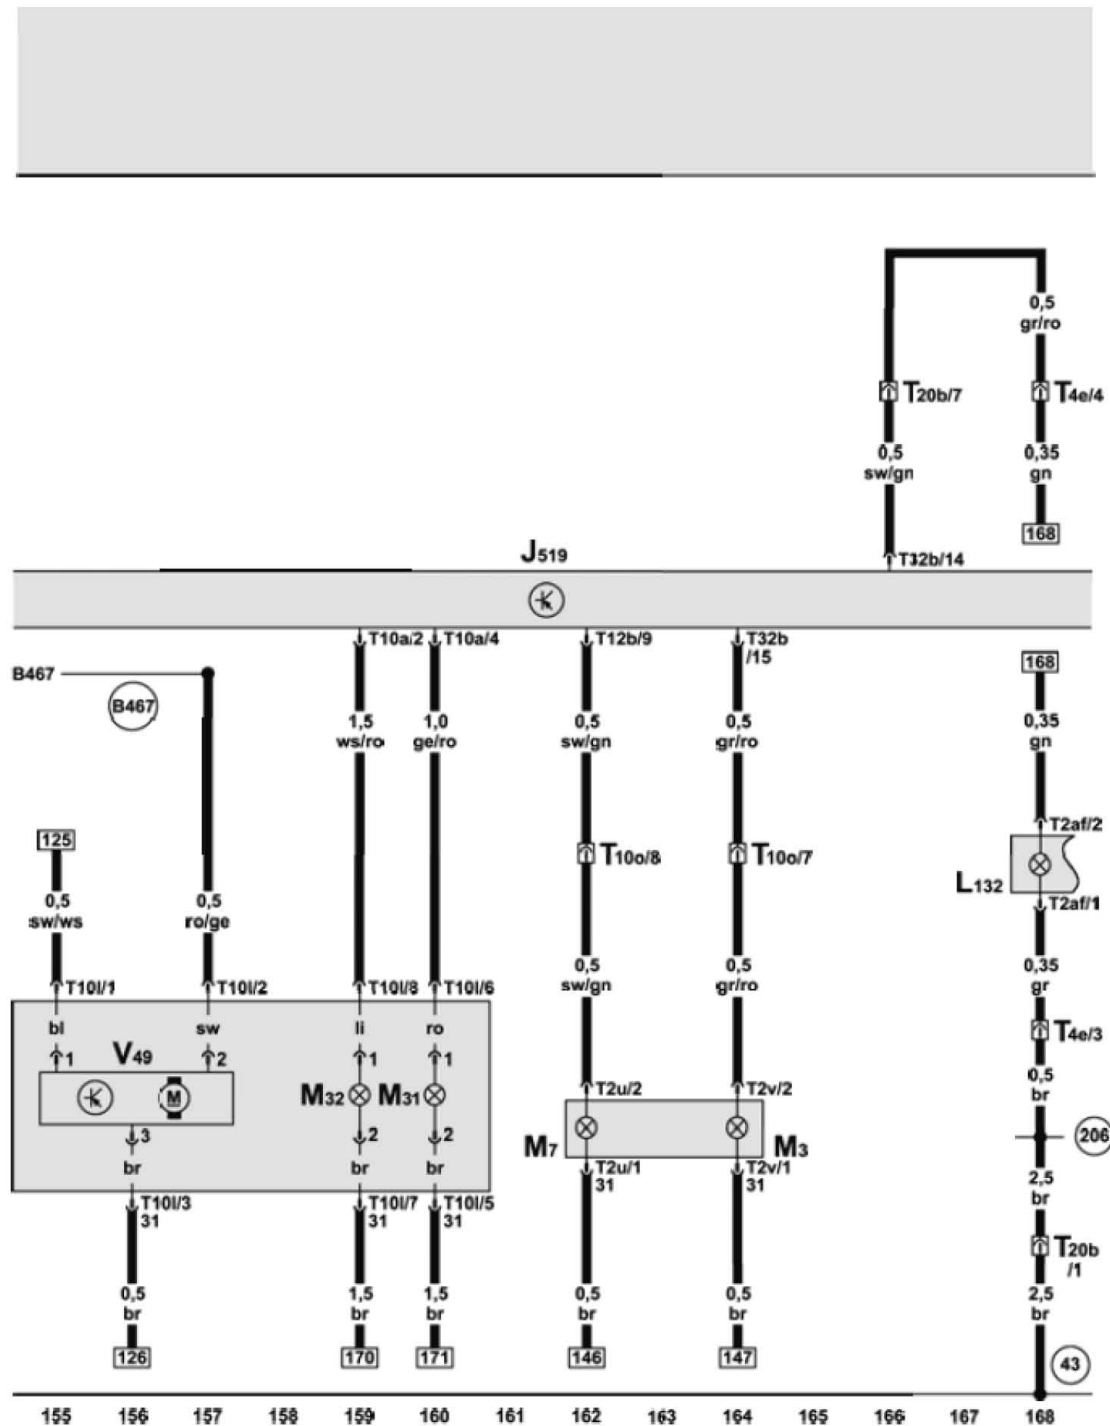 0,5
gr/ro
T20b/7
T4e/4
0,5
sw/gn
0,35
gn
168
J519
T32b/14
T10a/2
T10a/4
T12b/9
T32b
/15
B467
B467
168
1,5
ws/ro
1,0
ge/ro
0,5
sw/gn
0,5
gr/ro
0,35
gn
125
T2af/2
T10o/8
T10o/7
L132
0,5
sw/ws
0,5
ro/ge
T2af/1
0,5
sw/gn
0,5
gr/ro
0,35
gr
T10l/1
T10l/2
T10l/8
T10l/6
bl
sw
li
ro
T4e/3
1
V49
2
1
1
0,5
br
M
M32
M31
T2u/2
T2v/2
3
2
2
M7
M3
206
br
br
br
T2u/1
31
T2v/1
31
2,5
br
T10l/3
31
T10l/7
31
T10l/5
31
T20b
/1
0,5
br
1,5
br
1,5
br
0,5
br
0,5
br
2,5
br
126
170
171
146
147
43
155 156 157 158 159 160 161 162 163 164 165 166 167 168